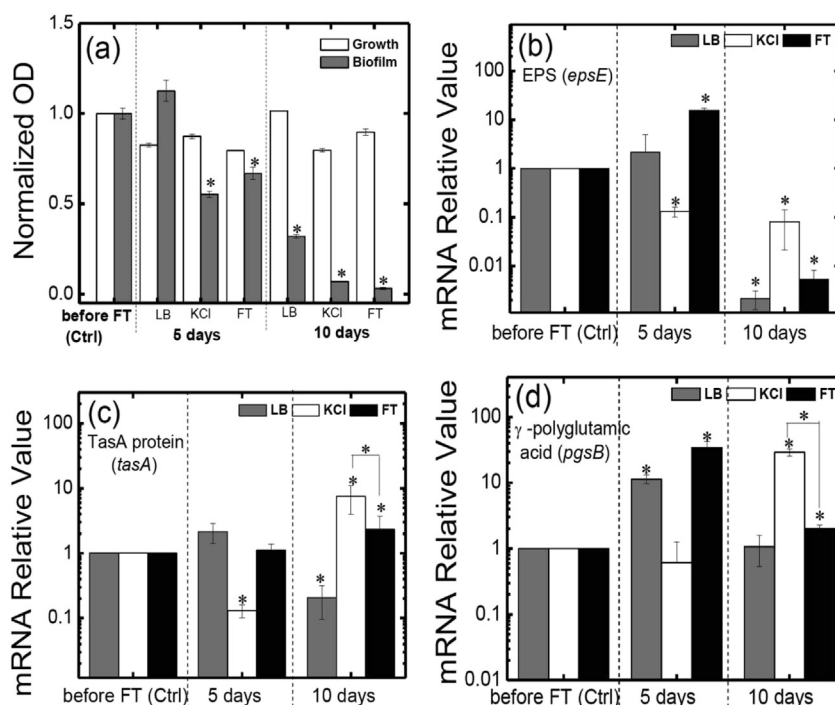 (a)
Growth
Biofilm
Normalized OD
1.5
1.0
0.5
0.0
*
*
*
*
*
before FT
(Ctrl)
LB
KCl
FT
5 days
LB
KCl
FT
10 days
(b)
LB KCl FT
EPS (epsE)
mRNA Relative Value
100
10
1
0.1
0.01
*
*
*
*
*
before FT (Ctrl)
5 days
10 days
(c)
LB KCl FT
TasA protein
(tasA)
mRNA Relative Value
100
10
1
0.1
*
*
*
*
*
before FT (Ctrl)
5 days
10 days
(d)
LB KCl FT
γ -polyglutamic
acid (pgsB)
mRNA Relative Value
100
10
1
0.1
0.01
*
*
*
*
*
before FT (Ctrl)
5 days
10 days